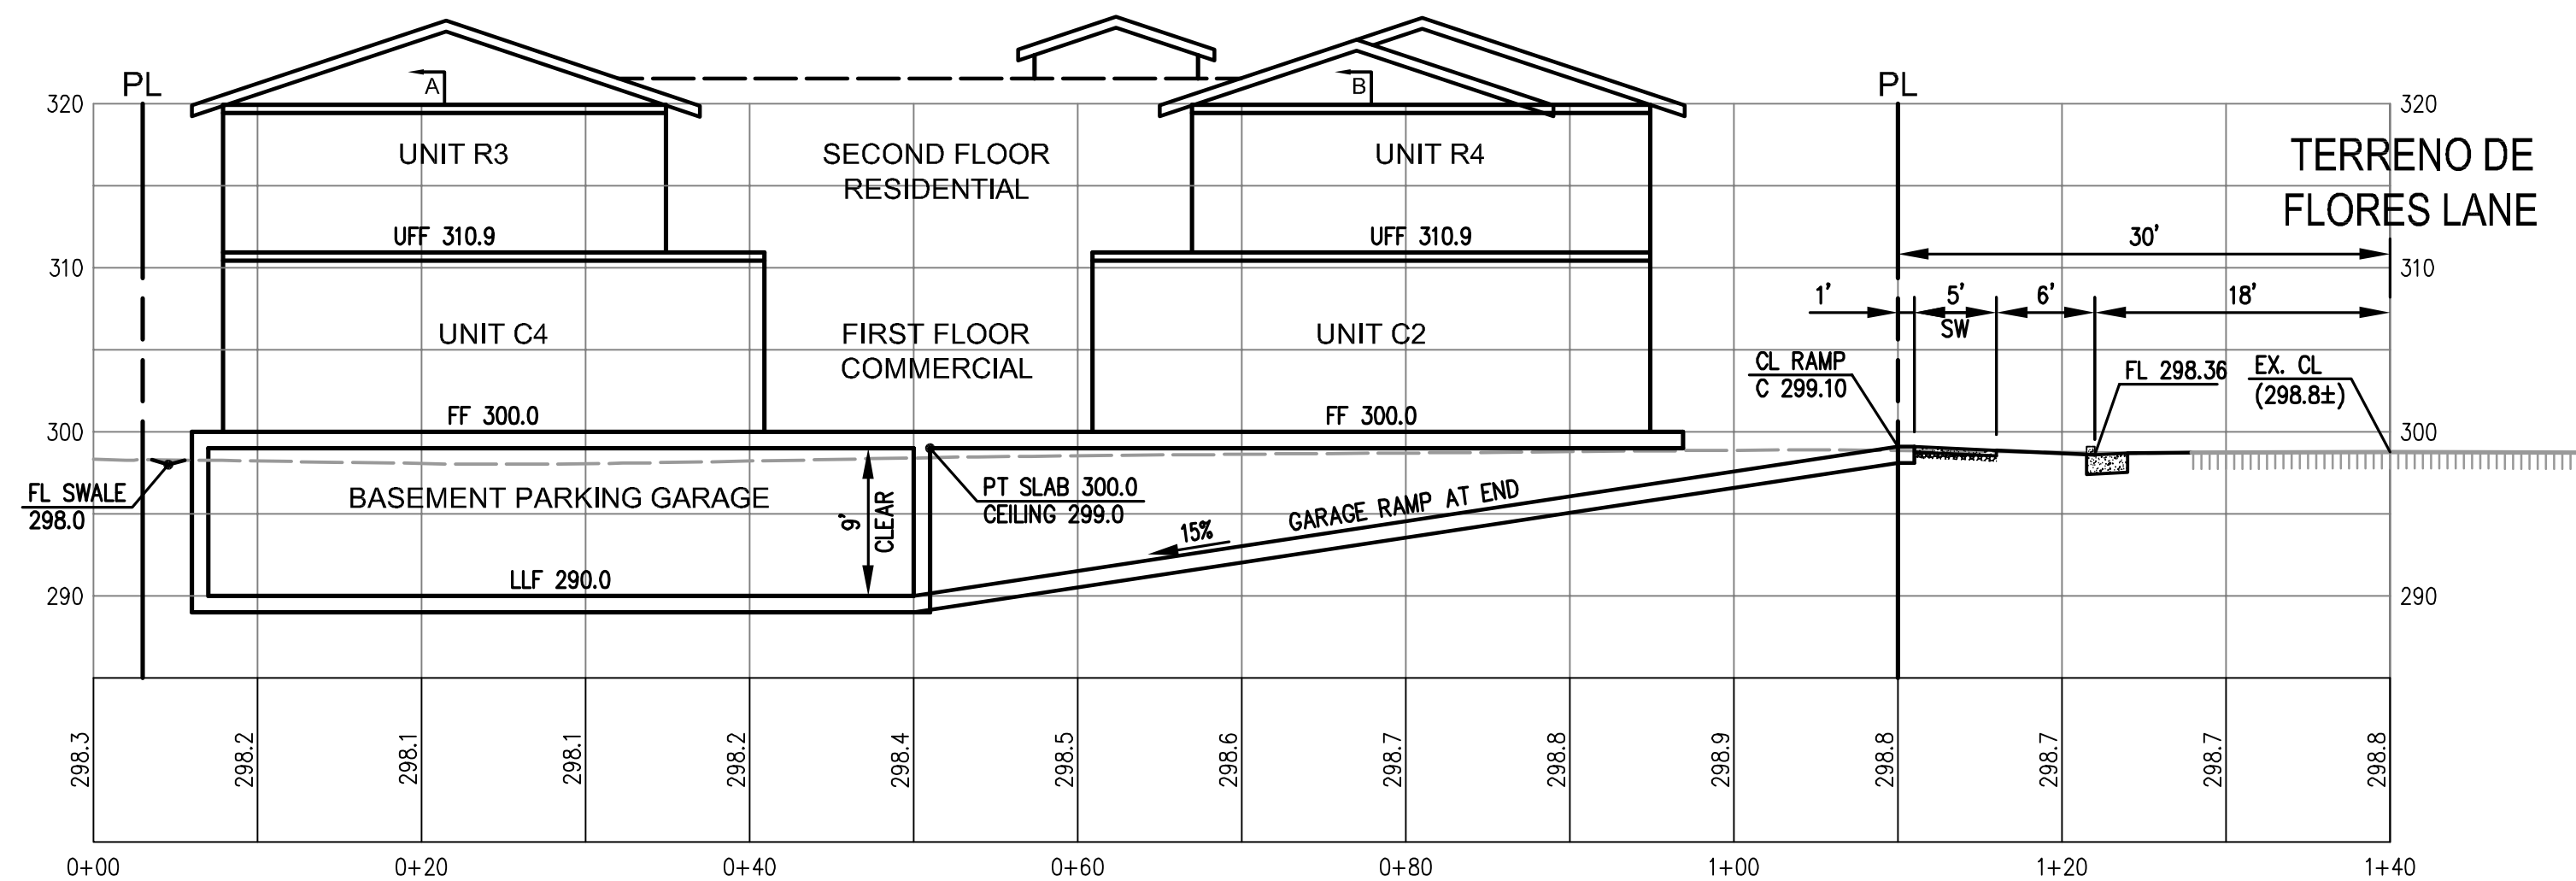 PL
A
B
PL
320
320
TERRENO DE
FLORES LANE
UNIT R3
SECOND FLOOR
RESIDENTIAL
UNIT R4
UFF 310.9
UFF 310.9
30'
310
310
1'
5'
SW
6'
18'
UNIT C4
FIRST FLOOR
COMMERCIAL
UNIT C2
CL RAMP
C 299.10
FL 298.36
EX. CL
(298.8±)
FF 300.0
FF 300.0
300
300
FL SWALE
298.0
BASEMENT PARKING GARAGE
9'
CLEAR
PT SLAB 300.0
CEILING 299.0
15%
GARAGE RAMP AT END
LLF 290.0
290
290
298.3
298.2
298.1
298.1
298.2
298.4
298.5
298.6
298.7
298.8
298.9
298.8
298.7
298.7
298.8
0+00
0+20
0+40
0+60
0+80
1+00
1+20
1+40